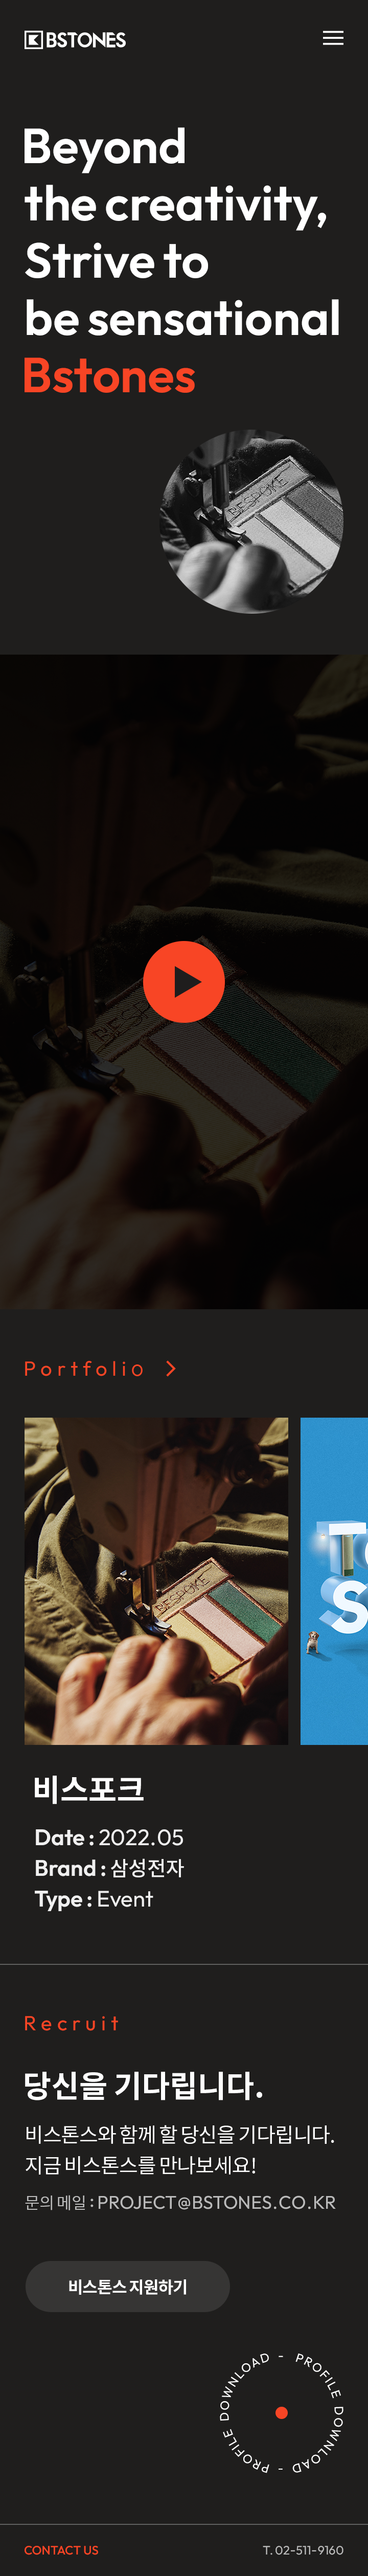 BSTONES
Beyond
the creativity,
Strive to
be sensational
Bstones
BESPOKE
BESPOKE
Portfolio
BESPOKE
비스포크
Date : 2022.05
Brand : 삼성전자
Type : Event
Recruit
당신을 기다립니다.
비스톤스와 함께 할 당신을 기다립니다.
지금 비스톤스를 만나보세요!
문의 메일 : PROJECT@BSTONES.CO.KR
비스톤스 지원하기
PROFILE DOWNLOAD - PROFILE DOWNLOAD -
CONTACT US
T. 02-511-9160